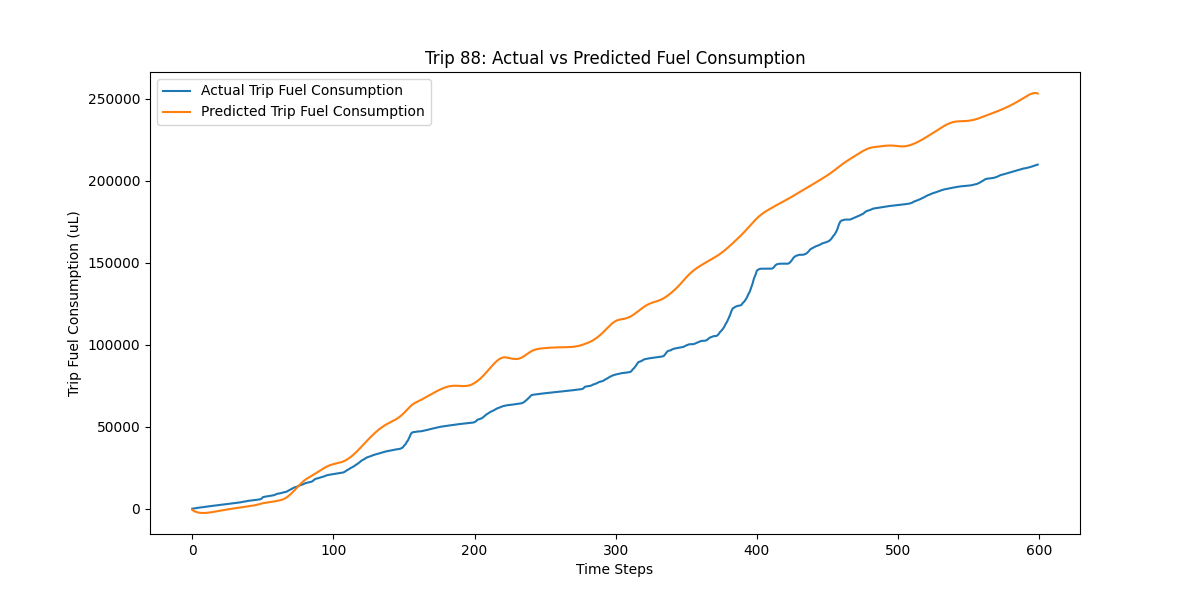 Trip 88: Actual vs Predicted Fuel Consumption
Actual Trip Fuel Consumption
Predicted Trip Fuel Consumption
Trip Fuel Consumption (uL)
250000
200000
150000
100000
50000
0
0 100 200 300 400 500 600
Time Steps